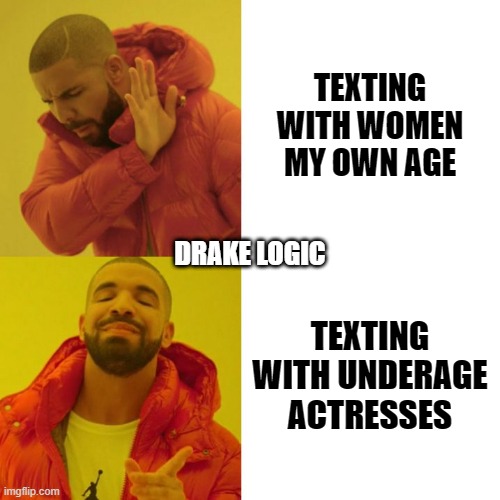 TEXTING
WITH WOMEN
MY OWN AGE
DRAKE LOGIC
TEXTING
WITH UNDERAGE
ACTRESSES
imgflip.com